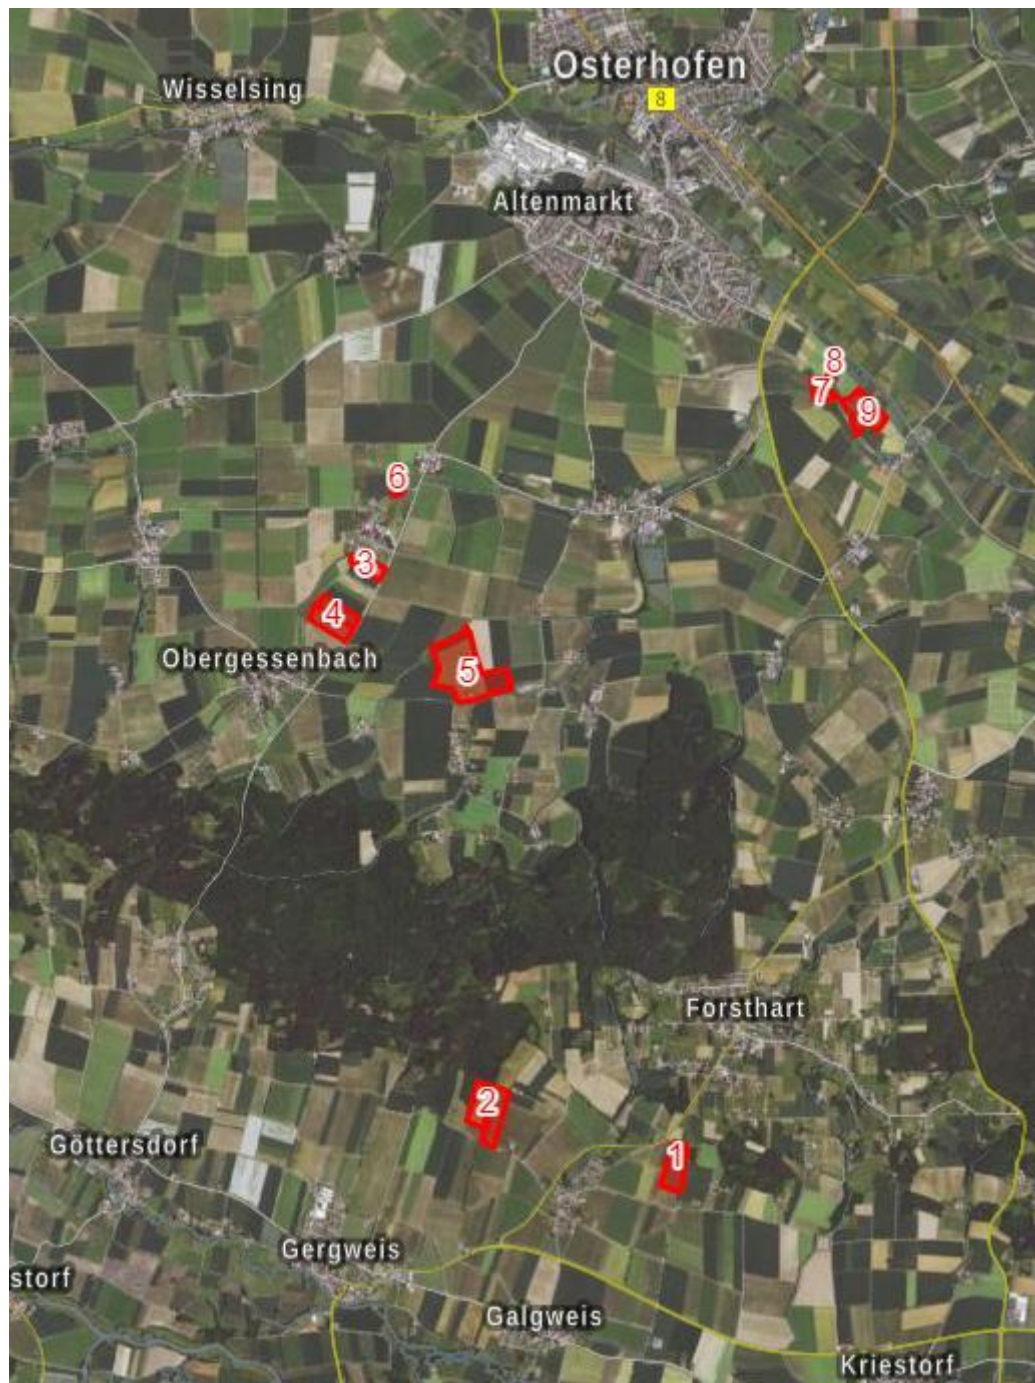 Osterhofen
Wisselsing
8
Altenmarkt
8
7
9
6
3
4
Obergessenbach
5
Forsthart
2
Göttersdorf
1
Gergweis
storf
Galgweis
Kriestorf